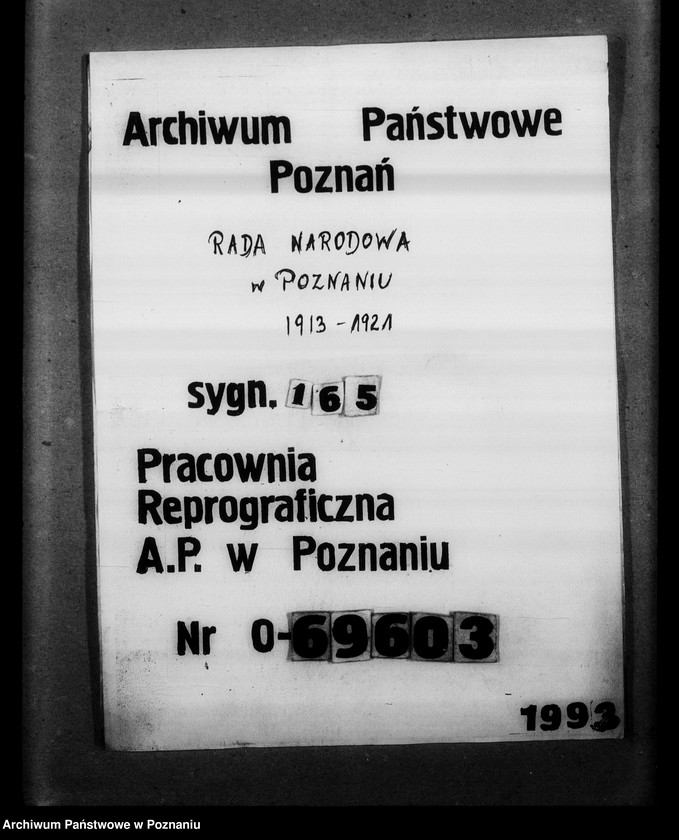 Archiwum Państwowe
Poznań
RADA NARODOWA
w POZNANIU
1913 - 1921
sygn. 165
Pracownia
Reprograficzna
A.P. w Poznaniu
Nr 0-69603
1993
Archiwum Państwowe w Poznaniu